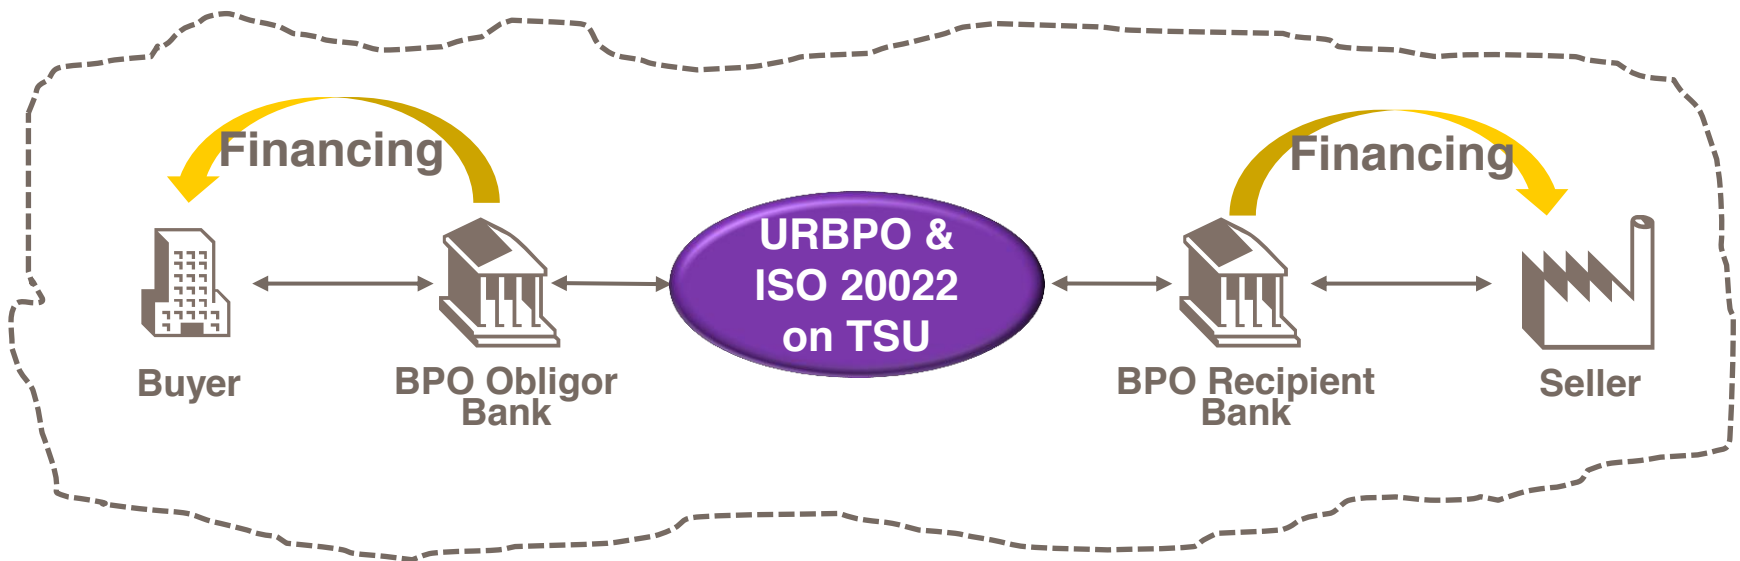 Financing
Financing
URBPO &
ISO 20022
on TSU
Buyer
BPO Obligor
Bank
BPO Recipient
Bank
Seller